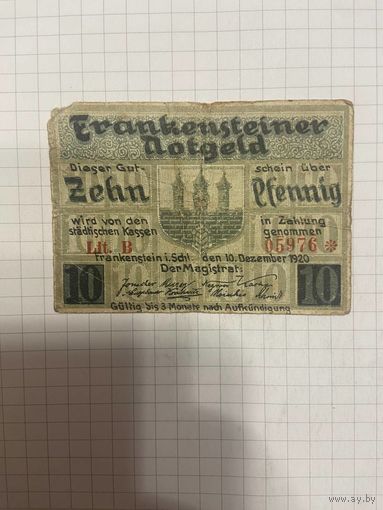 Frankensteiner
Notgeld
Dieser Gut- schein über
Zehn Pfennig
wird von den in Zahlung
städtischen Kassen genommen
Lit. B 05976 *
Frankenstein i. Schl. den 10. Dezember 1920
Der Magistrat:
10 10
Gültig bis 3 Monate nach Aufkündigung
www.ay.by